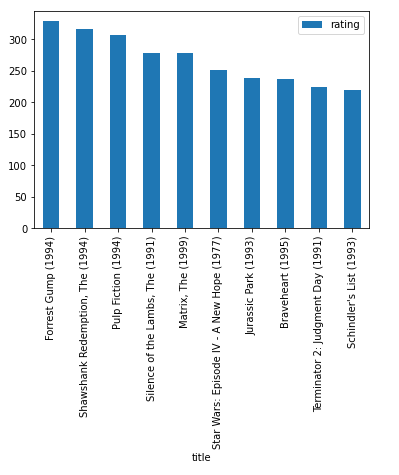 rating
300
250
200
150
100
50
0
Forrest Gump (1994)
Shawshank Redemption, The (1994)
Pulp Fiction (1994)
Silence of the Lambs, The (1991)
Matrix, The (1999)
Star Wars: Episode IV - A New Hope (1977)
Jurassic Park (1993)
Braveheart (1995)
Terminator 2: Judgment Day (1991)
Schindler's List (1993)
title